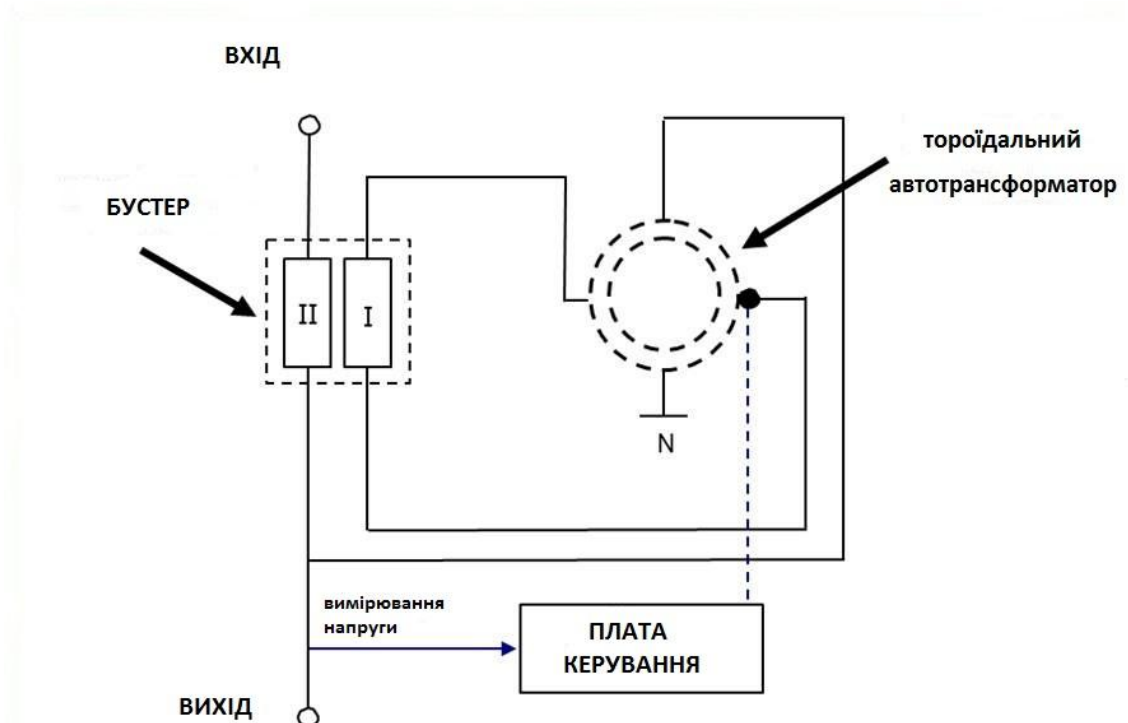 ВХІД
тороїдальний
автотрансформатор
БУСТЕР
II
I
N
вимірювання
напруги
ПЛАТА
КЕРУВАННЯ
ВИХІД